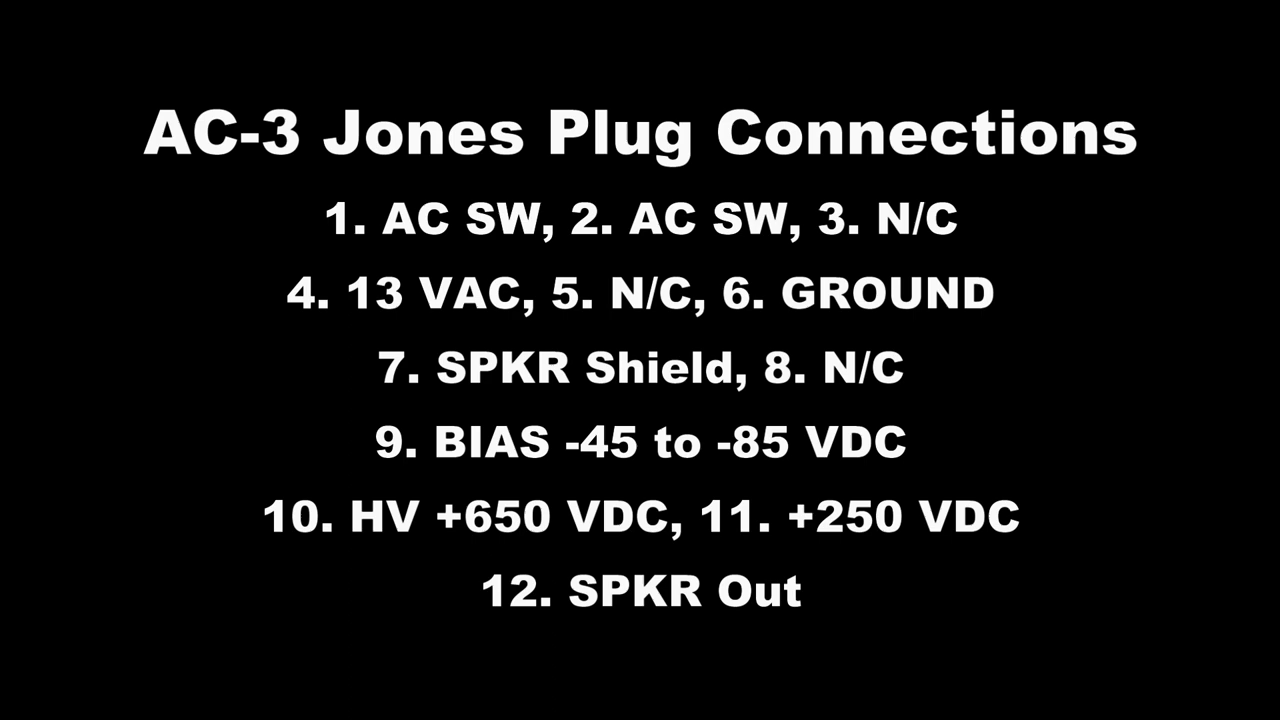 AC-3 Jones Plug Connections
1. AC SW, 2. AC SW, 3. N/C
4. 13 VAC, 5. N/C, 6. GROUND
7. SPKR Shield, 8. N/C
9. BIAS -45 to -85 VDC
10. HV +650 VDC, 11. +250 VDC
12. SPKR Out